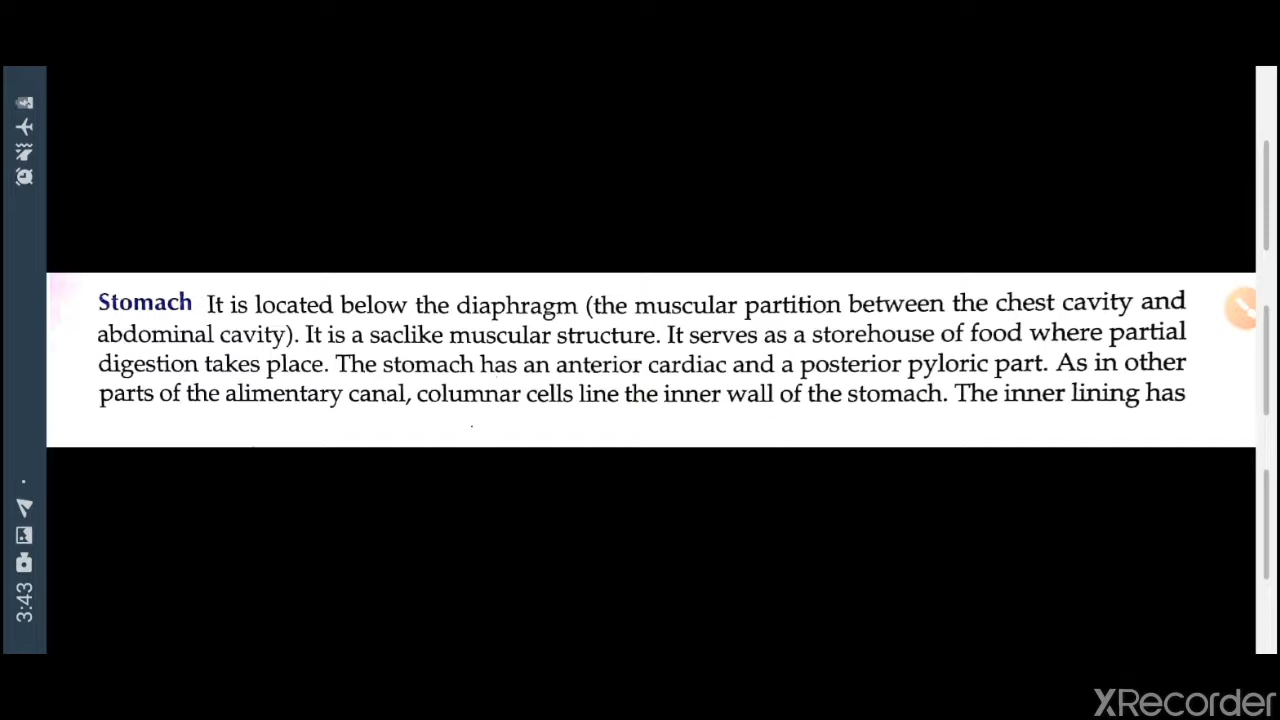 Stomach It is located below the diaphragm (the muscular partition between the chest cavity and
abdominal cavity). It is a saclike muscular structure. It serves as a storehouse of food where partial
digestion takes place. The stomach has an anterior cardiac and a posterior pyloric part. As in other
parts of the alimentary canal, columnar cells line the inner wall of the stomach. The inner lining has
3:43
XRecorder